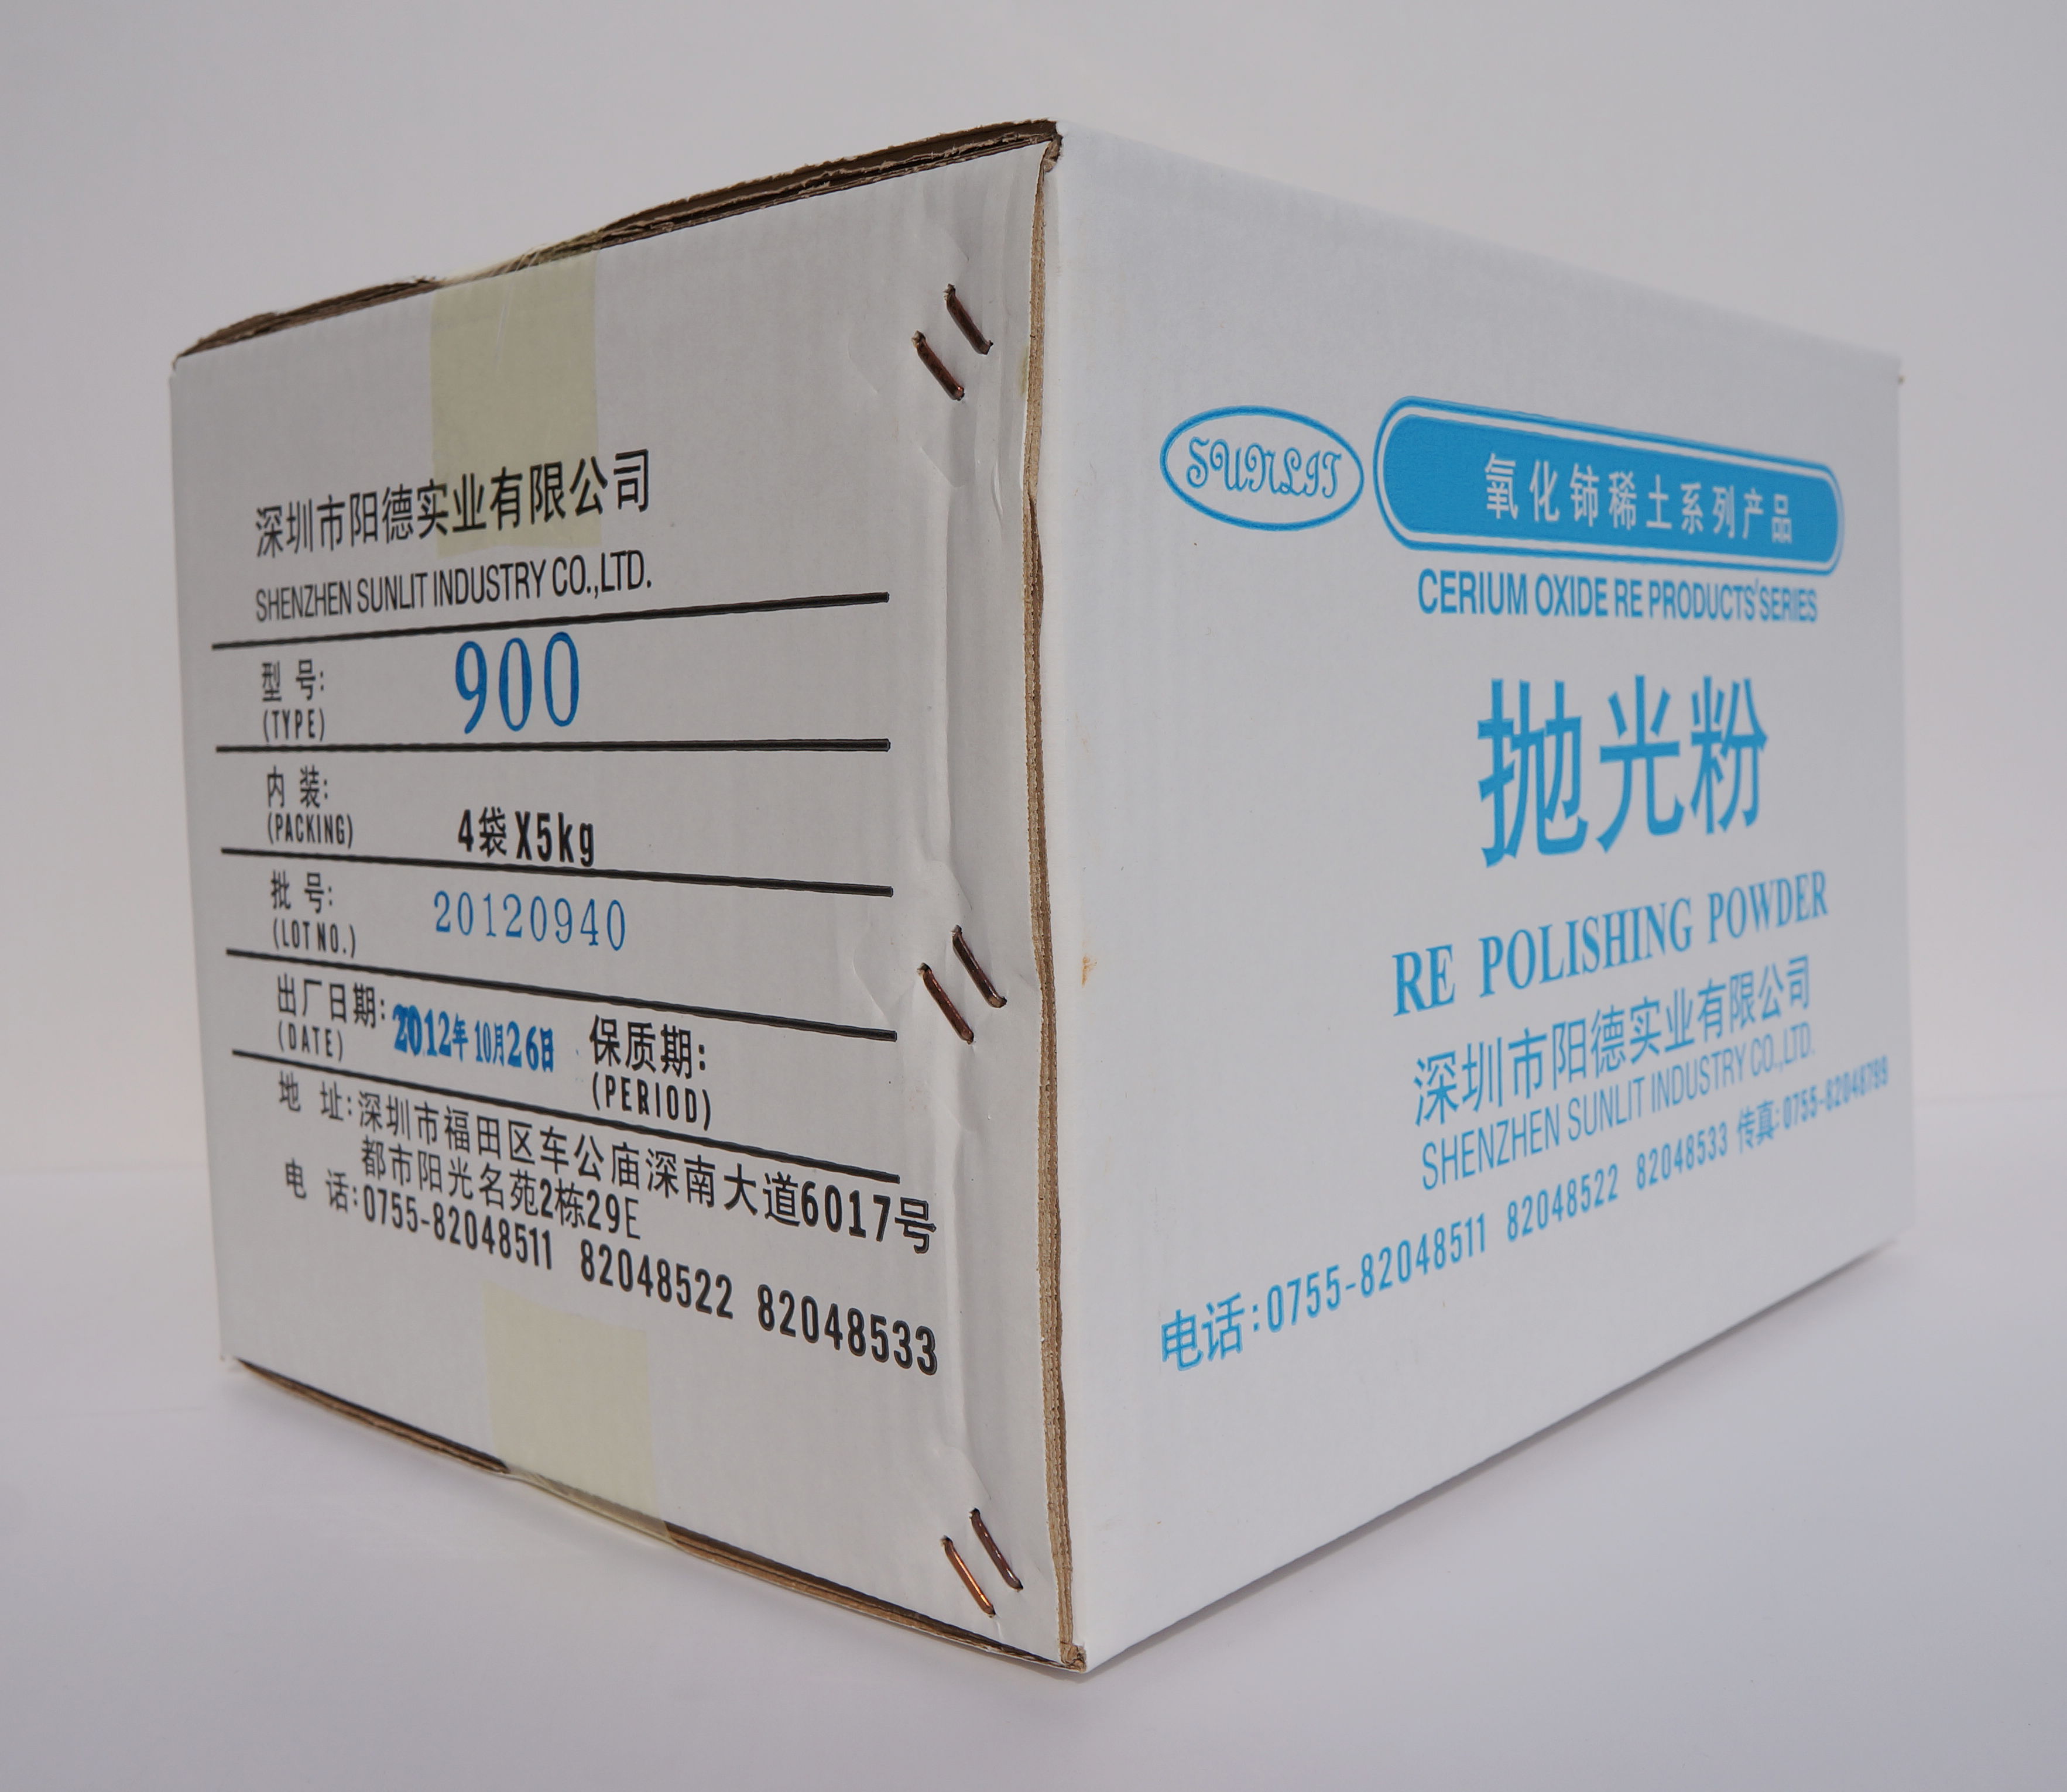 深圳市阳德实业有限公司
SHENZHEN SUNLIT INDUSTRY CO.,LTD.
型 号: 900
(TYPE)
内 装: 4袋X5kg
(PACKING)
批 号: 20120940
(LOT NO.)
出厂日期: 2012年10月26日 保质期:
(DATE) (PERIOD)
地 址:深圳市福田区车公庙深南大道6017号
都市阳光名苑2栋29E
电 话:0755-82048511 82048522 82048533
SUNLIT
氧化铈稀土系列产品
CERIUM OXIDE RE PRODUCTS'SERIES
抛光粉
RE POLISHING POWDER
深圳市阳德实业有限公司
SHENZHEN SUNLIT INDUSTRY CO.,LTD.
电话:0755-82048511 82048522 82048533 传真:0755-82048799